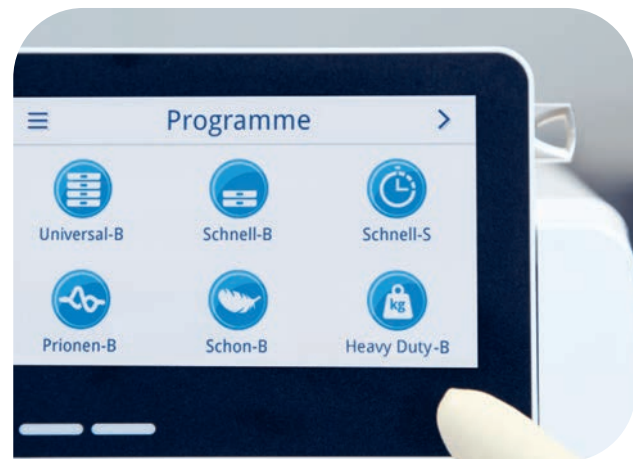 Programme
Universal-B
Schnell-B
Schnell-S
Prionen-B
Schon-B
kg
Heavy Duty-B